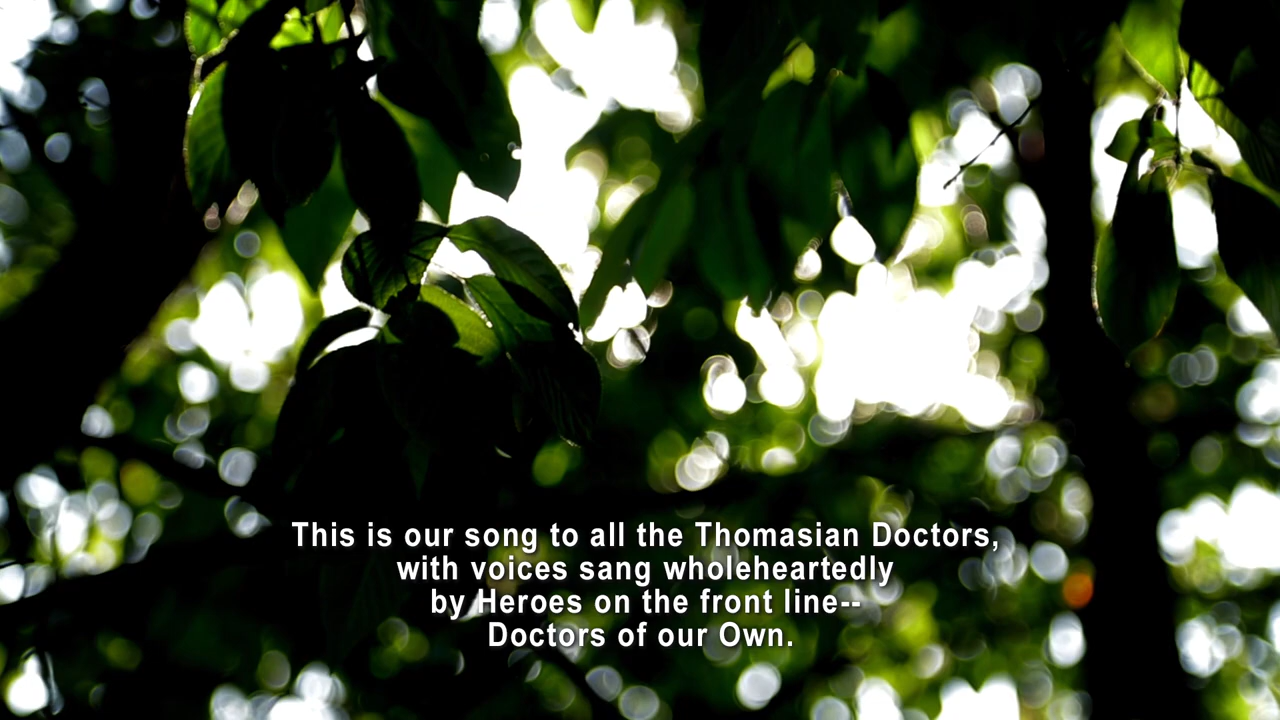 This is our song to all the Thomasian Doctors,
with voices sang wholeheartedly
by Heroes on the front line--
Doctors of our Own.